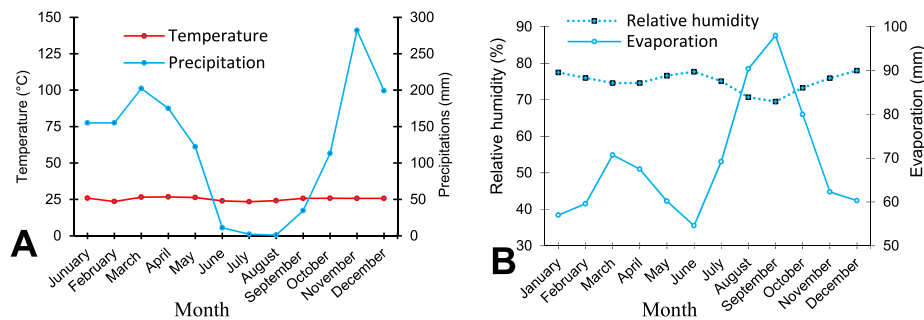 Temperature
Precipitation
Temperature (°C)
150
125
100
75
50
25
0
300
250
200
150
100
50
0
Precipitations (mm)
Junuary
February
March
April
May
June
July
August
September
October
November
December
Month
A
Relative humidity
Evaporation
Relative humidity (%)
90
80
70
60
50
40
30
100
90
80
70
60
50
Evaporation (mm)
January
February
March
April
May
June
July
August
September
October
November
December
Month
B